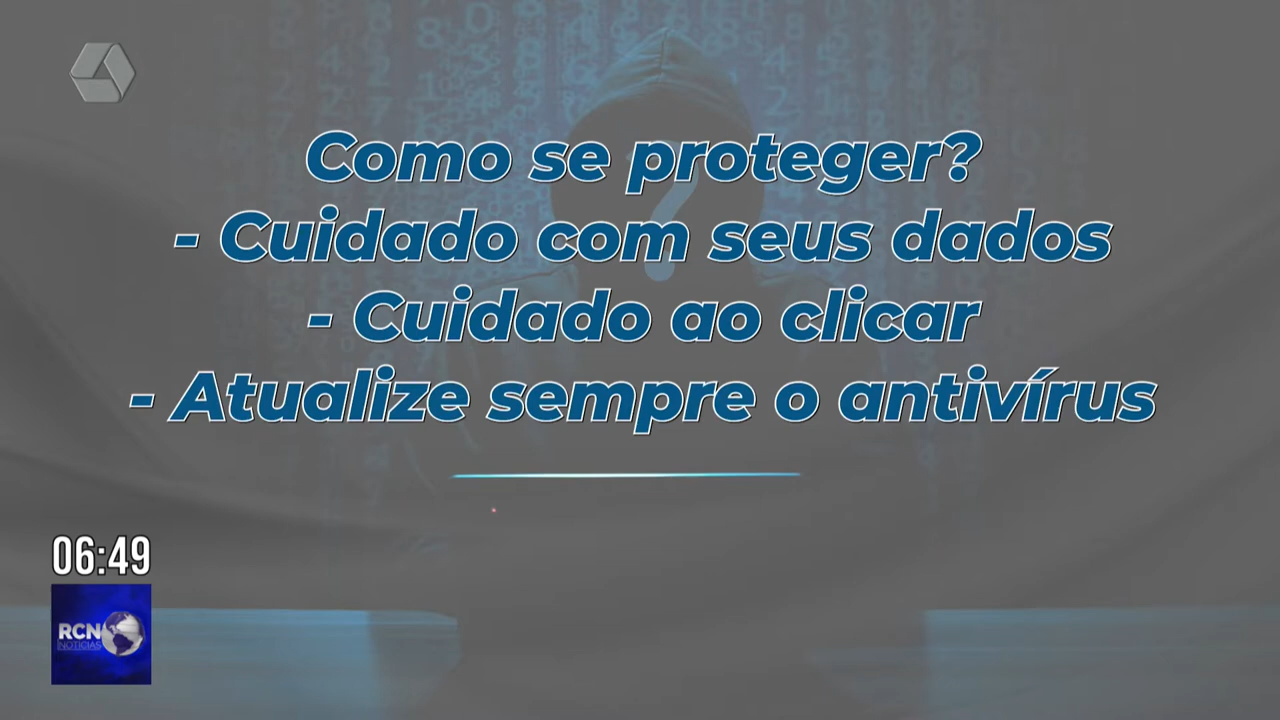 Como se proteger?
- Cuidado com seus dados
- Cuidado ao clicar
- Atualize sempre o antivírus
06:49
RCN
NOTÍCIAS